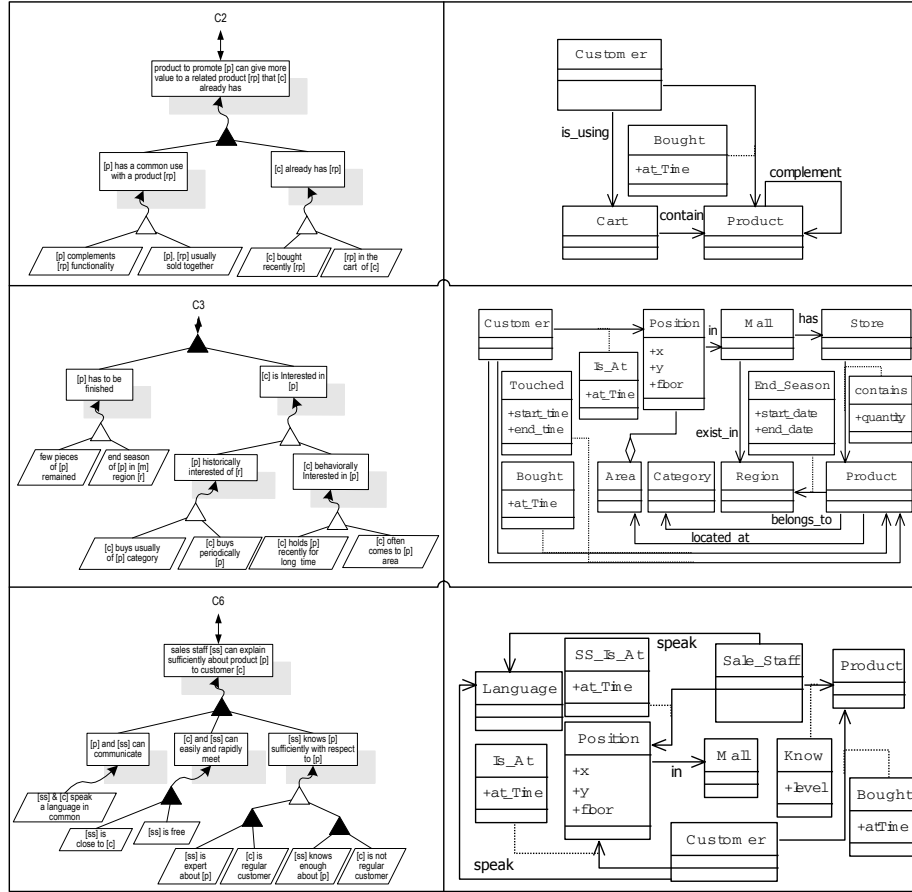 C2
product to promote [p] can give more
value to a related product [rp] that [c]
already has
[p] has a common use
with a product [rp]
[c] already has [rp]
[p] complements
[rp] functionality
[p], [rp] usually
sold together
[c] bought
recently [rp]
[rp] in the
cart of [c]
Customer
is_using
Bought
+at_Time
complement
Cart
contain
Product
C3
[p] has to be
finished
[c] is Interested in
[p]
few pieces
of [p]
remained
end season
of [p] in [m]
region [r]
[p] historically
interested of [r]
[c] behaviorally
Interested in [p]
[c] buys usually
of [p] category
[c] buys
periodically
[p]
[c] holds [p]
recently for
long time
[c] often
comes to [p]
area
Customer
Position
+x
+y
+floor
in
Mall
has
Store
Is_At
+at_Time
Touched
+start_time
+end_time
End_Season
+start_date
+end_date
contains
+quantity
exist_in
Bought
+at_Time
Area
Category
Region
Product
belongs_to
located_at
C6
sales staff [ss] can explain
sufficiently about product [p]
to customer [c]
[p] and [ss] can
communicate
[c] and [ss] can
easily and rapidly
meet
[ss] knows [p]
sufficiently with respect
to [p]
[ss] & [c] speak
a language in
common
[ss] is
close to [c]
[ss] is free
[ss] is
expert
about [p]
[c] is
regular
customer
[ss] knows
enough
about [p]
[c] is not
regular
customer
speak
Language
SS_Is_At
+at_Time
Sale_Staff
Product
Is_At
+at_Time
Position
+x
+y
+floor
in
Mall
Know
+level
Bought
+atTime
Customer
speak